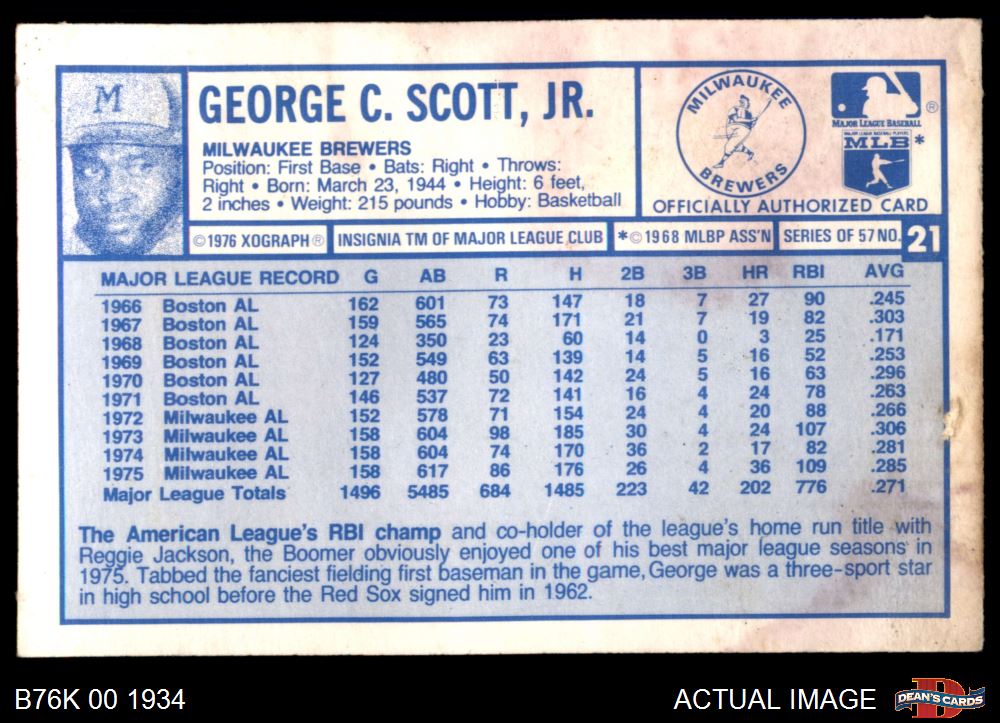 M
GEORGE C. SCOTT, JR.
MILWAUKEE BREWERS
Position: First Base • Bats: Right • Throws:
Right • Born: March 23, 1944 • Height: 6 feet,
2 inches • Weight: 215 pounds • Hobby: Basketball
MILWAUKEE
BREWERS
®
MAJOR LEAGUE BASEBALL
MAJOR LEAGUE BASEBALL PLAYERS
MLB*
OFFICIALLY AUTHORIZED CARD
©1976 XOGRAPH® INSIGNIA TM OF MAJOR LEAGUE CLUB *©1968 MLBP ASS'N SERIES OF 57 NO. 21
MAJOR LEAGUE RECORD G AB R H 2B 3B HR RBI AVG
1966 Boston AL 162 601 73 147 18 7 27 90 .245
1967 Boston AL 159 565 74 171 21 7 19 82 .303
1968 Boston AL 124 350 23 60 14 0 3 25 .171
1969 Boston AL 152 549 63 139 14 5 16 52 .253
1970 Boston AL 127 480 50 142 24 5 16 63 .296
1971 Boston AL 146 537 72 141 16 4 24 78 .263
1972 Milwaukee AL 152 578 71 154 24 4 20 88 .266
1973 Milwaukee AL 158 604 98 185 30 4 24 107 .306
1974 Milwaukee AL 158 604 74 170 36 2 17 82 .281
1975 Milwaukee AL 158 617 86 176 26 4 36 109 .285
Major League Totals 1496 5485 684 1485 223 42 202 776 .271
The American League's RBI champ and co-holder of the league's home run title with
Reggie Jackson, the Boomer obviously enjoyed one of his best major league seasons in
1975. Tabbed the fanciest fielding first baseman in the game, George was a three-sport star
in high school before the Red Sox signed him in 1962.
B76K 00 1934
ACTUAL IMAGE
DEAN'S CARDS